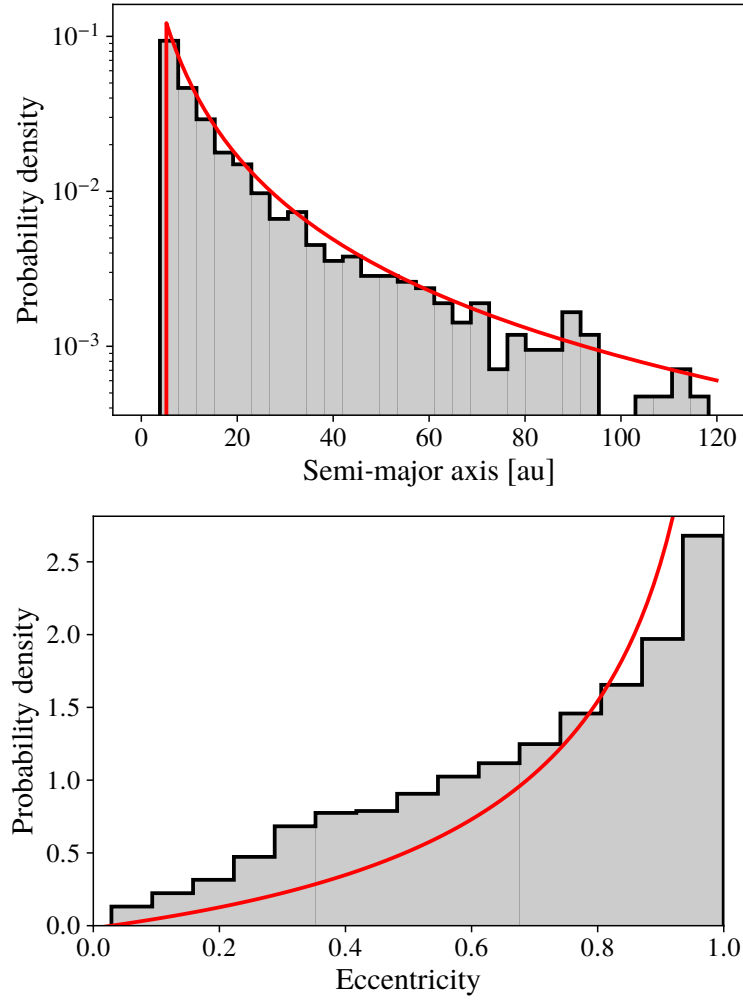 10⁻¹
10⁻²
10⁻³
Probability density
0 20 40 60 80 100 120
Semi-major axis [au]
2.5
2.0
1.5
1.0
0.5
0.0
Probability density
0.0 0.2 0.4 0.6 0.8 1.0
Eccentricity